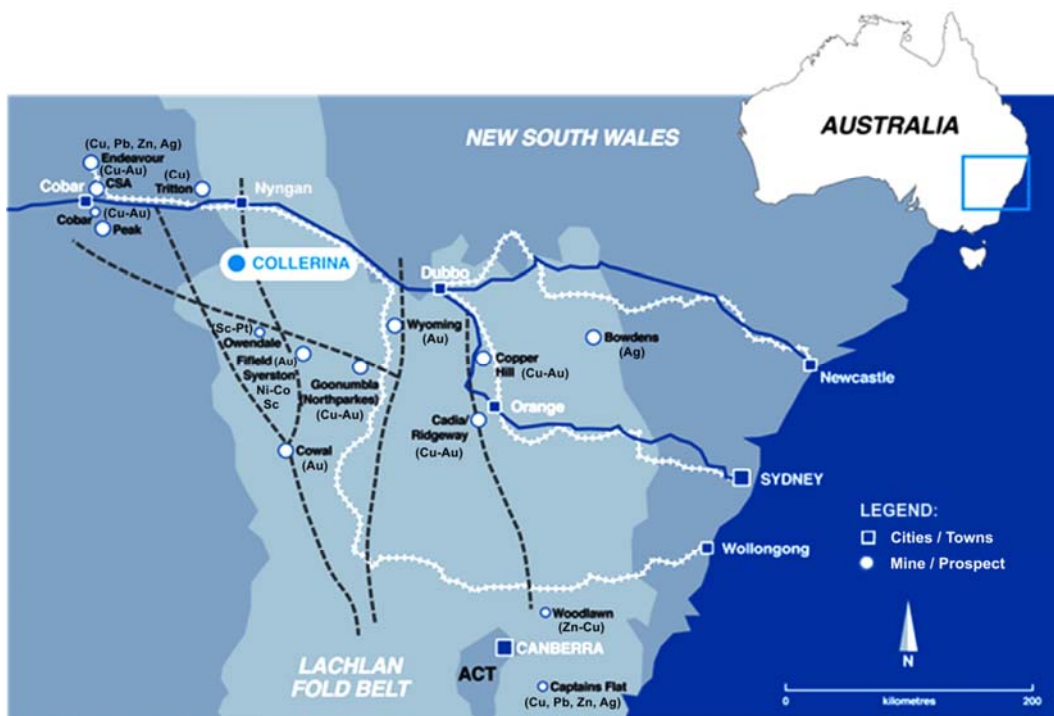 AUSTRALIA
NEW SOUTH WALES
(Cu, Pb, Zn, Ag)
Endeavour
(Cu-Au)
CSA
Cobar
(Cu)
Tritton
Nyngan
Cobar
(Cu-Au)
Peak
COLLERINA
Dubbo
(Sc-Pt)
Owendale
Fifield (Au)
Syerston
Ni-Co
Sc
Wyoming
(Au)
Goonumbla
(Northparkes)
(Cu-Au)
Copper
Hill (Cu-Au)
Bowdens
(Ag)
Newcastle
Orange
Cadia/
Ridgeway
(Cu-Au)
Cowal
(Au)
SYDNEY
LEGEND:
Cities / Towns
Mine / Prospect
Wollongong
Woodlawn
(Zn-Cu)
CANBERRA
ACT
LACHLAN
FOLD BELT
Captains Flat
(Cu, Pb, Zn, Ag)
N
0
kilometres
200